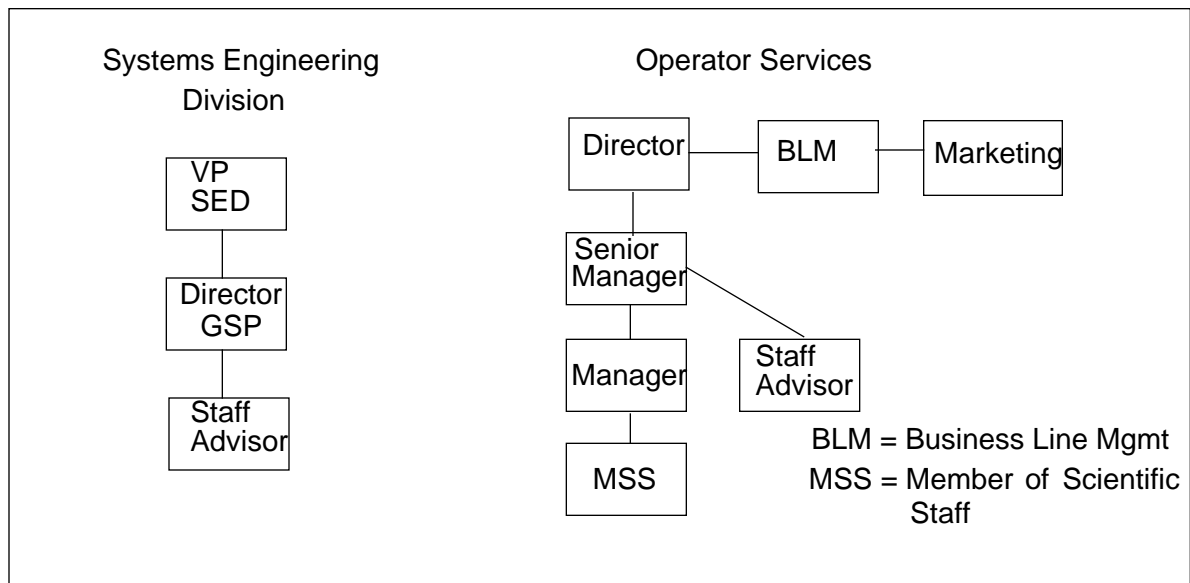 Systems Engineering
Division
VP
SED
Director
GSP
Staff
Advisor
Operator Services
Director
BLM
Marketing
Senior
Manager
Manager
Staff
Advisor
MSS
BLM = Business Line Mgmt
MSS = Member of Scientific
Staff